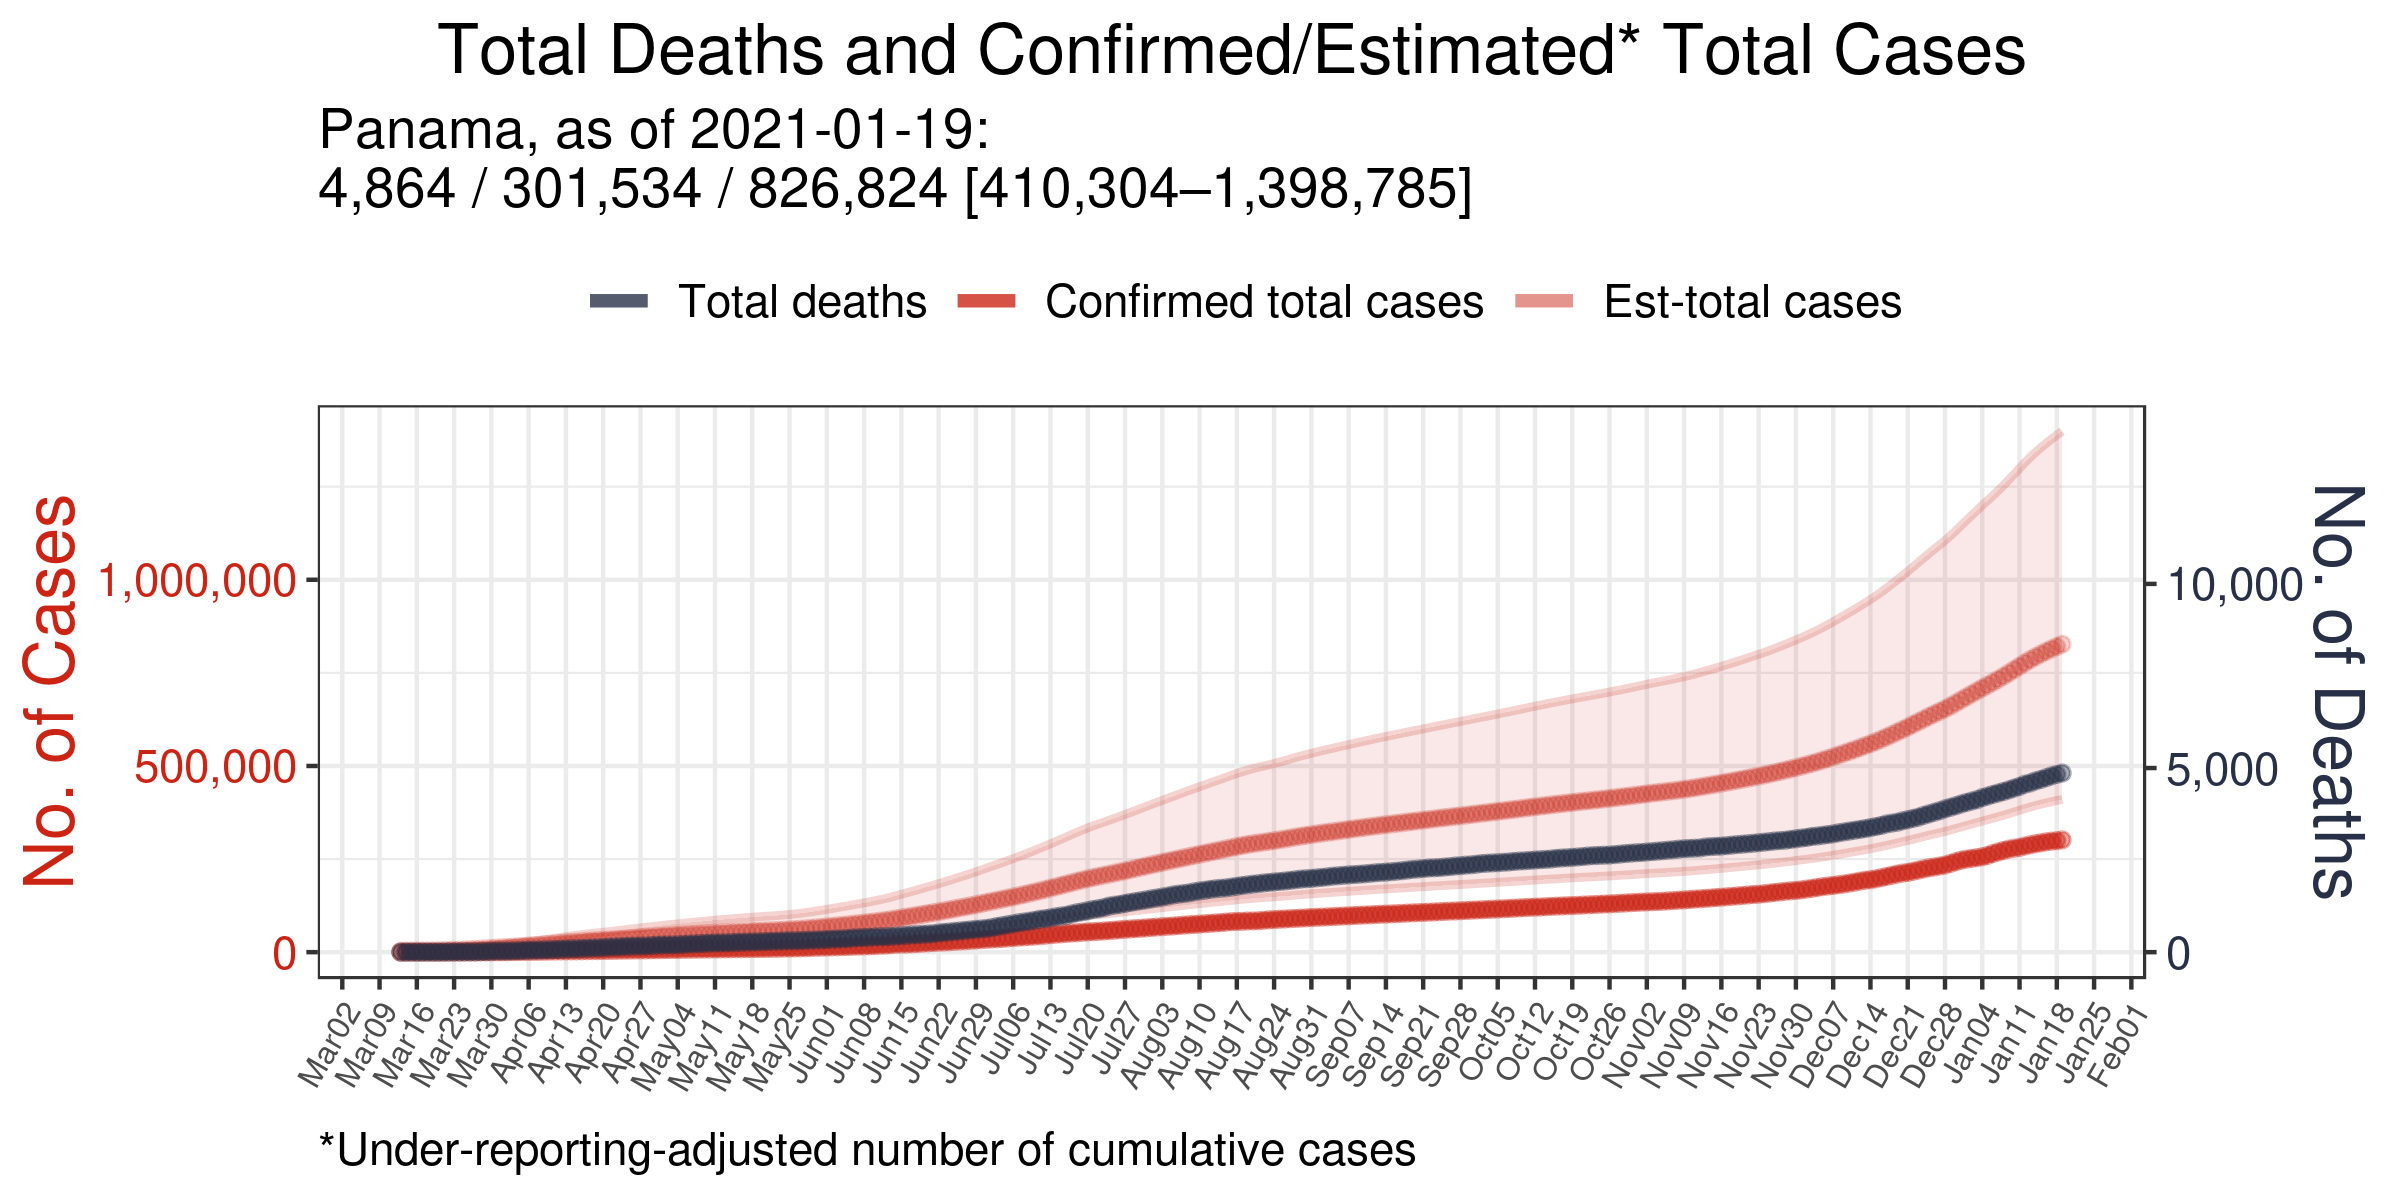 Total Deaths and Confirmed/Estimated* Total Cases
Panama, as of 2021-01-19:
4,864 / 301,534 / 826,824 [410,304–1,398,785]
Total deaths
Confirmed total cases
Est-total cases
No. of Cases
1,000,000
500,000
0
No. of Deaths
10,000
5,000
0
Mar02
Mar09
Mar16
Mar23
Mar30
Apr06
Apr13
Apr20
Apr27
May04
May11
May18
May25
Jun01
Jun08
Jun15
Jun22
Jun29
Jul06
Jul13
Jul20
Jul27
Aug03
Aug10
Aug17
Aug24
Aug31
Sep07
Sep14
Sep21
Sep28
Oct05
Oct12
Oct19
Oct26
Nov02
Nov09
Nov16
Nov23
Nov30
Dec07
Dec14
Dec21
Dec28
Jan04
Jan11
Jan18
Jan25
Feb01
*Under-reporting-adjusted number of cumulative cases